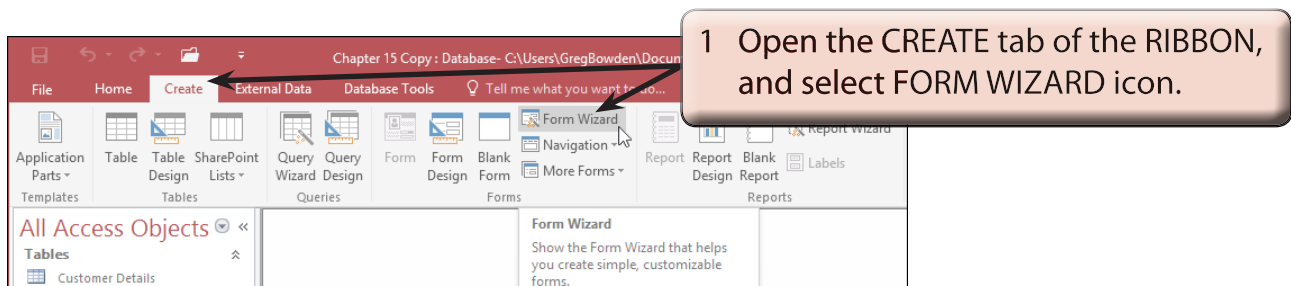 1 Open the CREATE tab of the RIBBON,
and select FORM WIZARD icon.
Chapter 15 Copy : Database- C:\Users\GregBowden\Docum
File Home Create External Data Database Tools Tell me what you want to do...
Application Parts
Table
Table Design
SharePoint Lists
Query Wizard
Query Design
Form
Form Design
Blank Form
Form Wizard
Navigation
More Forms
Report
Report Design
Blank Report
Report Wizard
Labels
Templates Tables Queries Forms Reports
All Access Objects «
Tables
Customer Details
Form Wizard
Show the Form Wizard that helps
you create simple, customizable
forms.